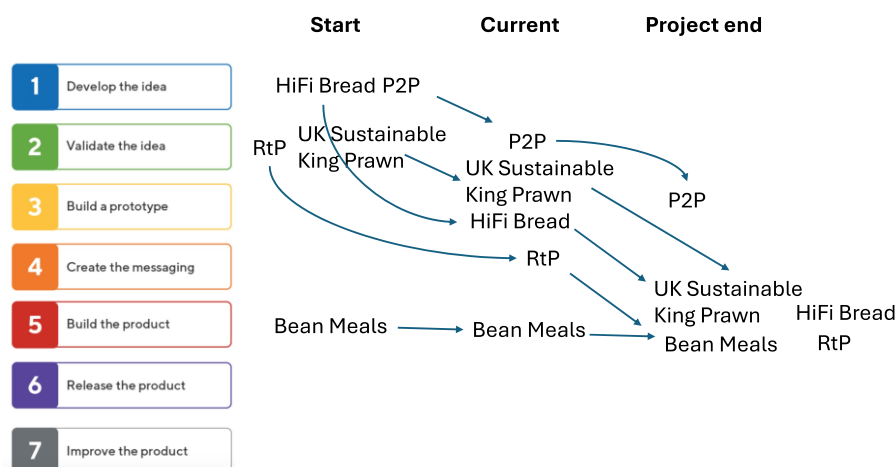 Start Current Project end
1 Develop the idea
HiFi Bread P2P
2 Validate the idea
RtP
UK Sustainable
King Prawn
P2P
UK Sustainable
King Prawn
3 Build a prototype
HiFi Bread
P2P
4 Create the messaging
RtP
UK Sustainable
King Prawn
HiFi Bread
5 Build the product
Bean Meals
Bean Meals
Bean Meals
RtP
6 Release the product
7 Improve the product